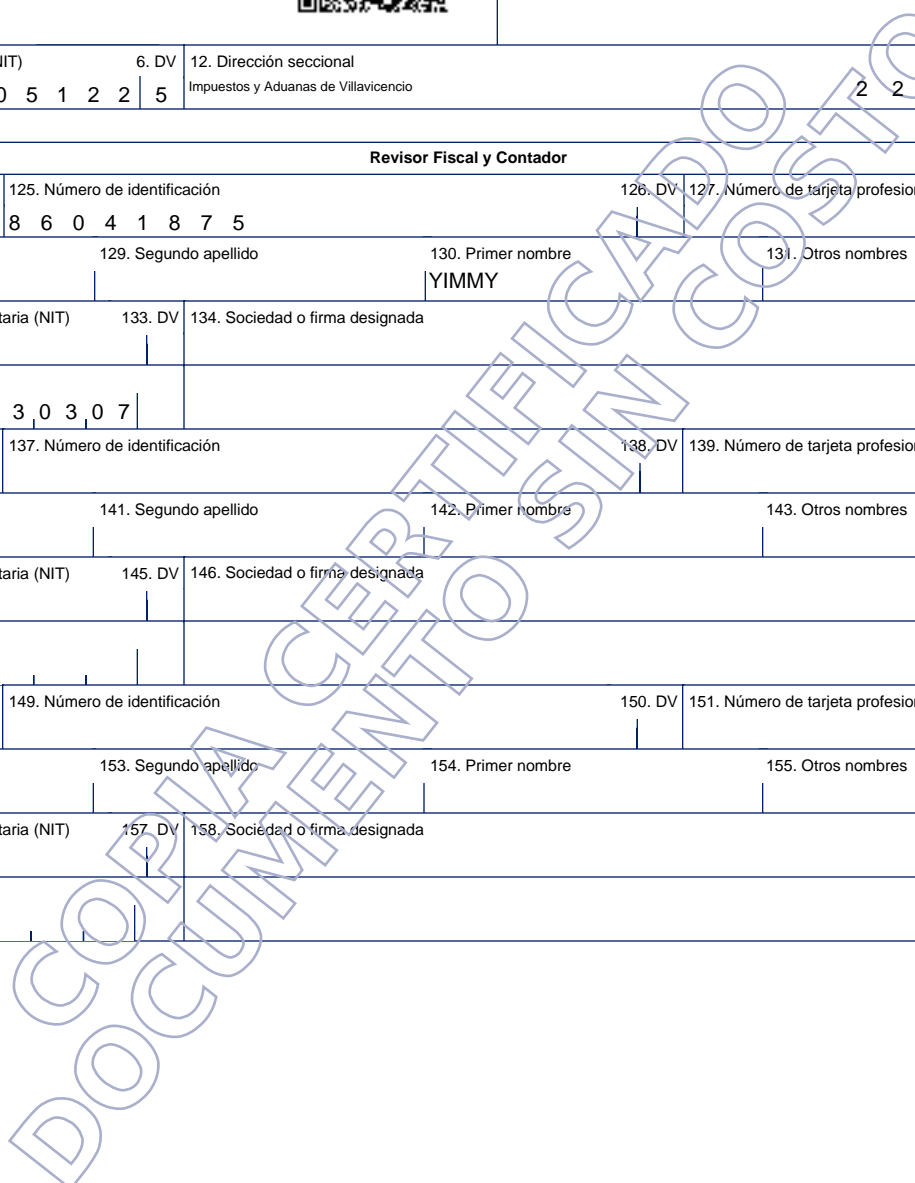 NIT) 6. DV 12. Dirección seccional
0 5 1 2 2 5 Impuestos y Aduanas de Villavicencio 2 2
Revisor Fiscal y Contador
125. Número de identificación 126. DV 127. Número de tarjeta profesion
8 6 0 4 1 8 7 5
129. Segundo apellido 130. Primer nombre 131. Otros nombres
YIMMY
taria (NIT) 133. DV 134. Sociedad o firma designada
3 0 3 0 7
137. Número de identificación 138. DV 139. Número de tarjeta profesion
141. Segundo apellido 142. Primer nombre 143. Otros nombres
taria (NIT) 145. DV 146. Sociedad o firma designada
149. Número de identificación 150. DV 151. Número de tarjeta profesion
153. Segundo apellido 154. Primer nombre 155. Otros nombres
taria (NIT) 157. DV 158. Sociedad o firma designada
COPIA CERTIFICADO
DOCUMENTO SIN COSTO